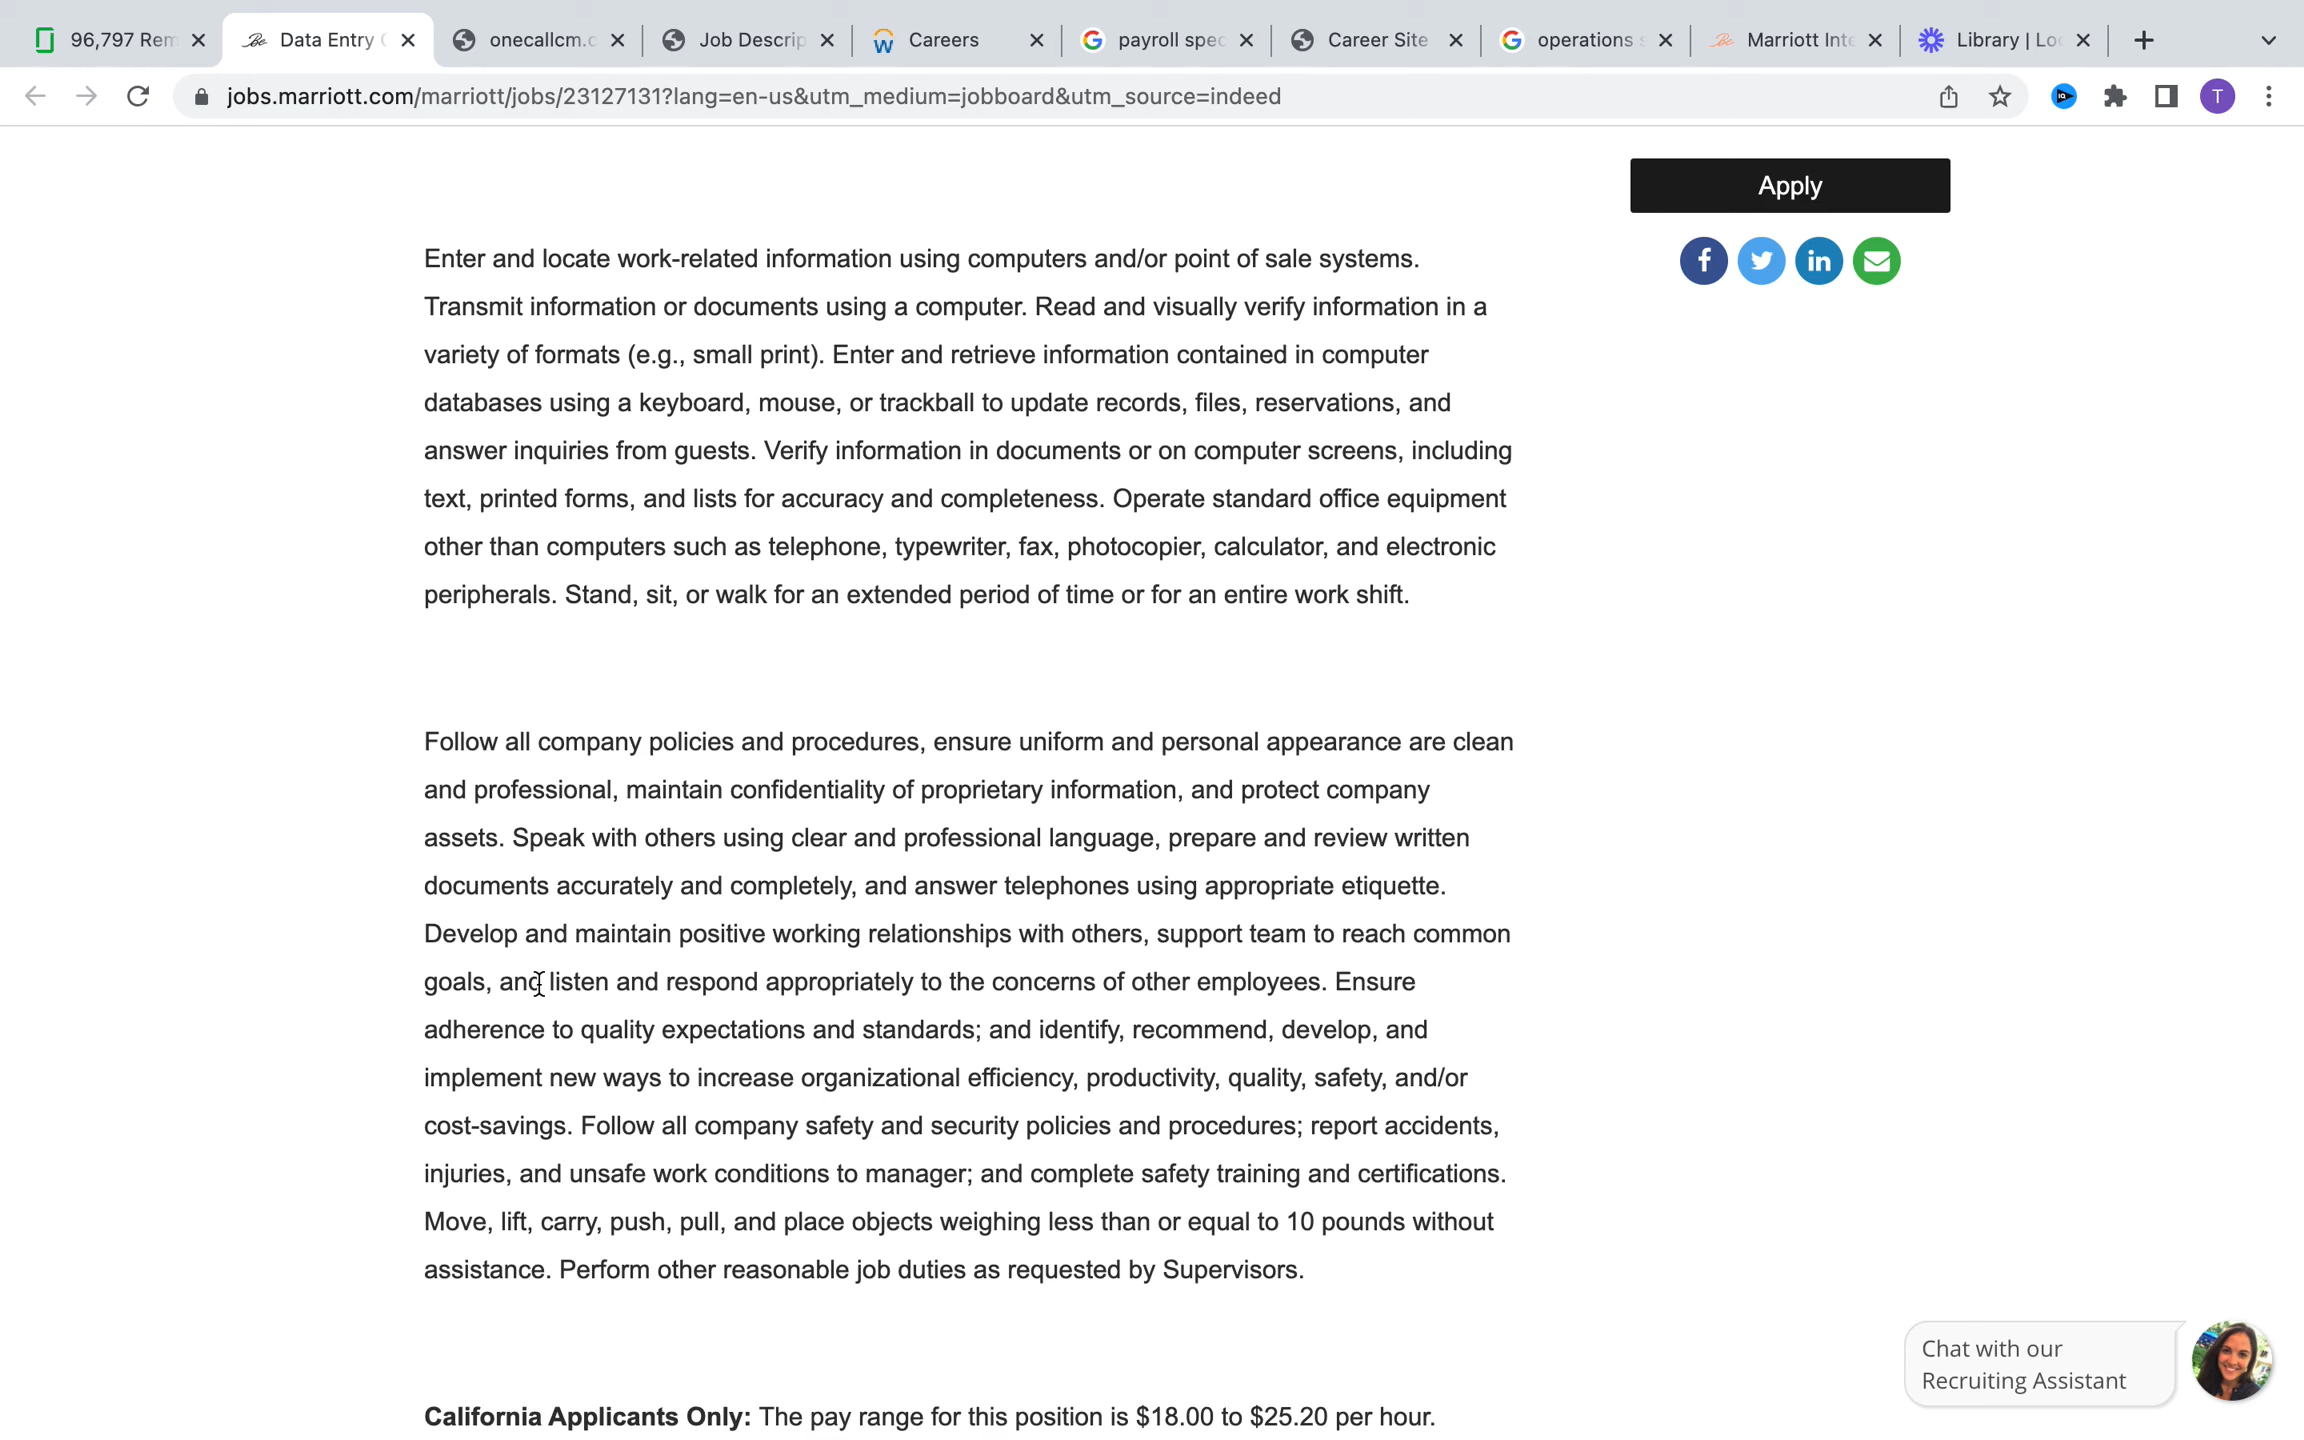 96,797 Rem
Data Entry
onecallcm.c
Job Descrip
Careers
payroll spec
Career Site
operations s
Marriott Inte
Library | Lo
jobs.marriott.com/marriott/jobs/23127131?lang=en-us&utm_medium=jobboard&utm_source=indeed
T
Apply
Enter and locate work-related information using computers and/or point of sale systems.
Transmit information or documents using a computer. Read and visually verify information in a
variety of formats (e.g., small print). Enter and retrieve information contained in computer
databases using a keyboard, mouse, or trackball to update records, files, reservations, and
answer inquiries from guests. Verify information in documents or on computer screens, including
text, printed forms, and lists for accuracy and completeness. Operate standard office equipment
other than computers such as telephone, typewriter, fax, photocopier, calculator, and electronic
peripherals. Stand, sit, or walk for an extended period of time or for an entire work shift.
Follow all company policies and procedures, ensure uniform and personal appearance are clean
and professional, maintain confidentiality of proprietary information, and protect company
assets. Speak with others using clear and professional language, prepare and review written
documents accurately and completely, and answer telephones using appropriate etiquette.
Develop and maintain positive working relationships with others, support team to reach common
goals, and listen and respond appropriately to the concerns of other employees. Ensure
adherence to quality expectations and standards; and identify, recommend, develop, and
implement new ways to increase organizational efficiency, productivity, quality, safety, and/or
cost-savings. Follow all company safety and security policies and procedures; report accidents,
injuries, and unsafe work conditions to manager; and complete safety training and certifications.
Move, lift, carry, push, pull, and place objects weighing less than or equal to 10 pounds without
assistance. Perform other reasonable job duties as requested by Supervisors.
Chat with our
Recruiting Assistant
California Applicants Only: The pay range for this position is $18.00 to $25.20 per hour.